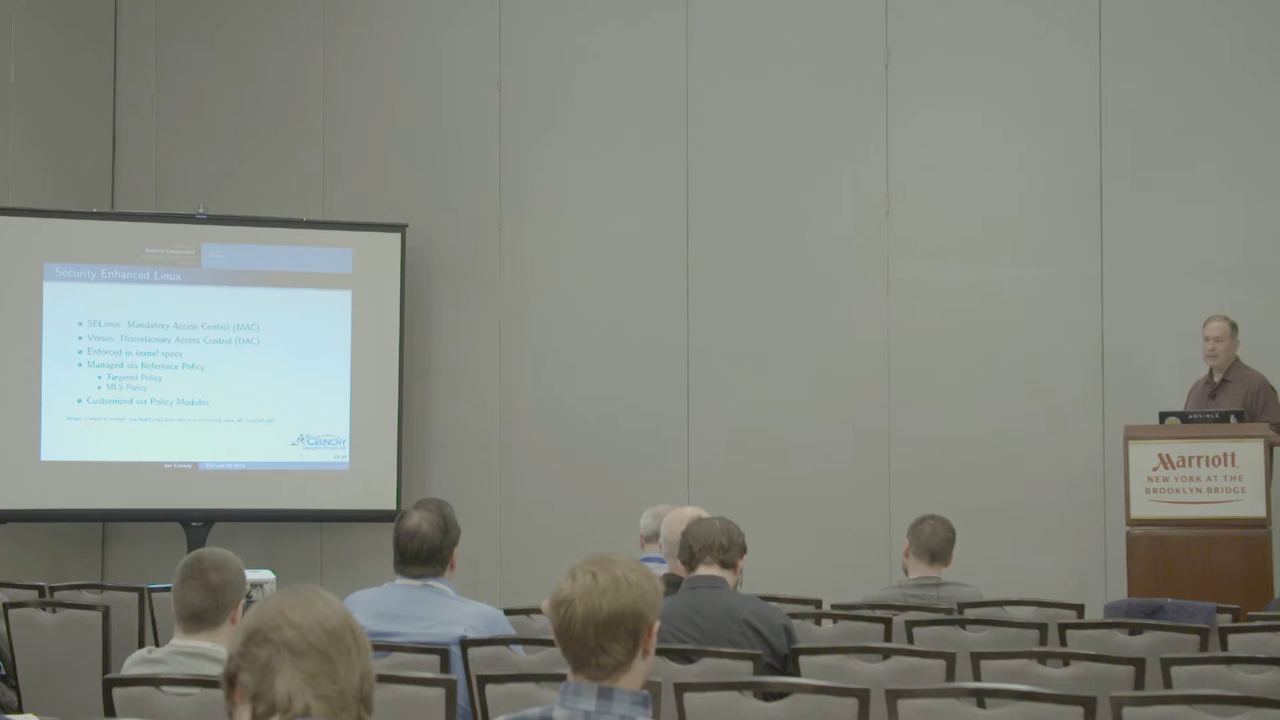 Security Enhanced Linux
SELinux: Mandatory Access Control (MAC)
Versus: Discretionary Access Control (DAC)
Enforced in kernel space
Managed via Reference Policy:
Targeted Policy
MLS Policy
Customized via Policy Modules
CRUNCHY
ANSIBLE
Marriott
NEW YORK AT THE
BROOKLYN BRIDGE